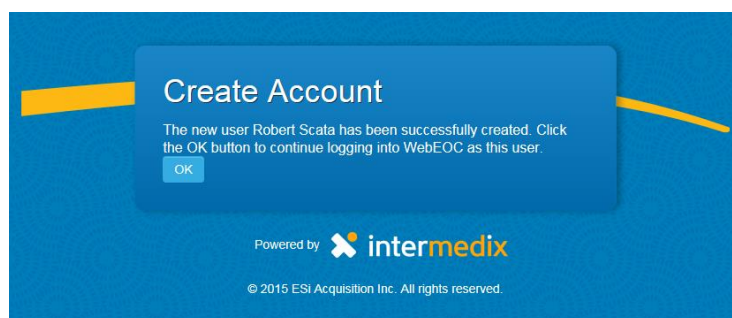 Create Account
The new user Robert Scata has been successfully created. Click
the OK button to continue logging into WebEOC as this user.
OK
Powered by intermedix
© 2015 ESi Acquisition Inc. All rights reserved.